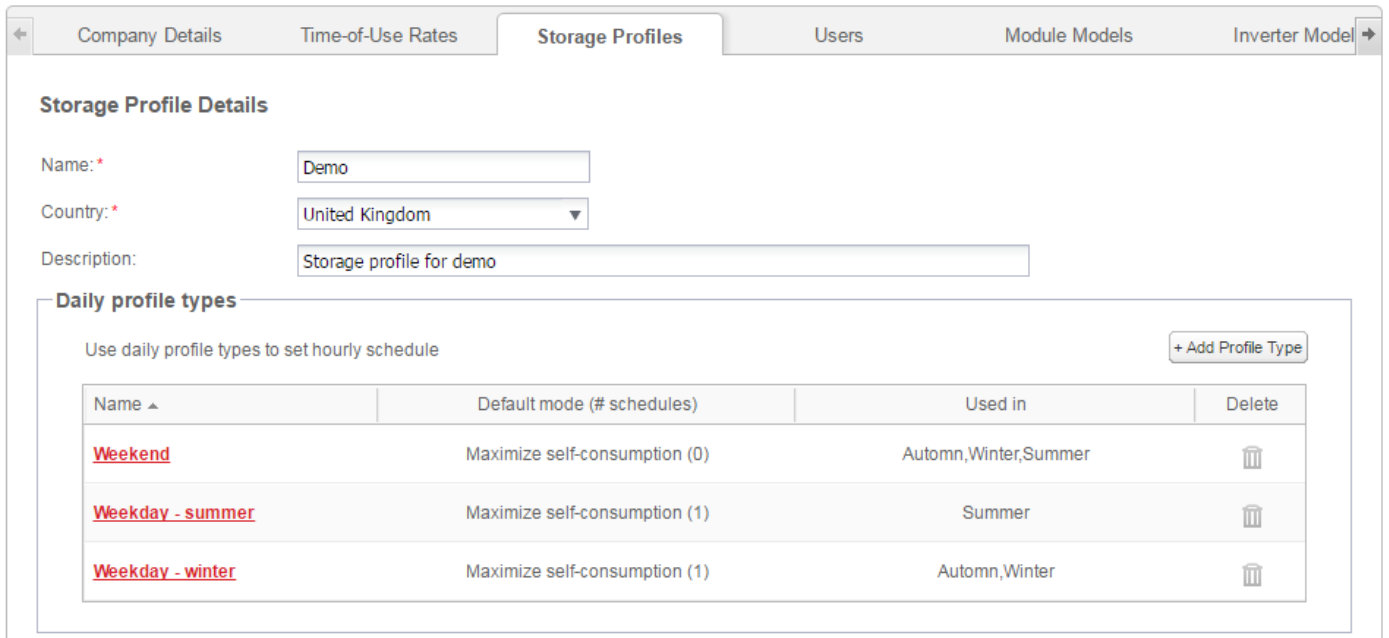 Company Details Time-of-Use Rates Storage Profiles Users Module Models Inverter Model
Storage Profile Details
Name:* Demo
Country:* United Kingdom
Description: Storage profile for demo
Daily profile types
Use daily profile types to set hourly schedule + Add Profile Type
Name Default mode (# schedules) Used in Delete
Weekend Maximize self-consumption (0) Automn,Winter,Summer
Weekday - summer Maximize self-consumption (1) Summer
Weekday - winter Maximize self-consumption (1) Automn,Winter